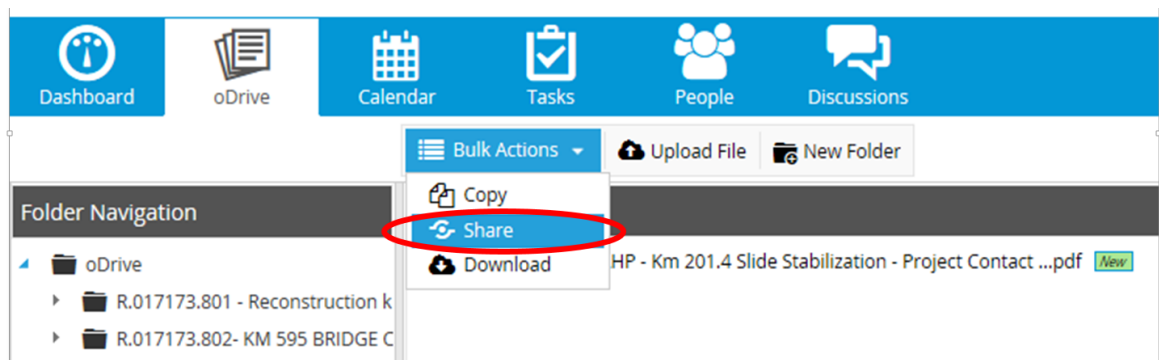 Dashboard
oDrive
Calendar
Tasks
People
Discussions
Bulk Actions
Upload File
New Folder
Copy
Share
Download
Folder Navigation
oDrive
R.017173.801 - Reconstruction k
R.017173.802- KM 595 BRIDGE C
HP - Km 201.4 Slide Stabilization - Project Contact ...pdf New